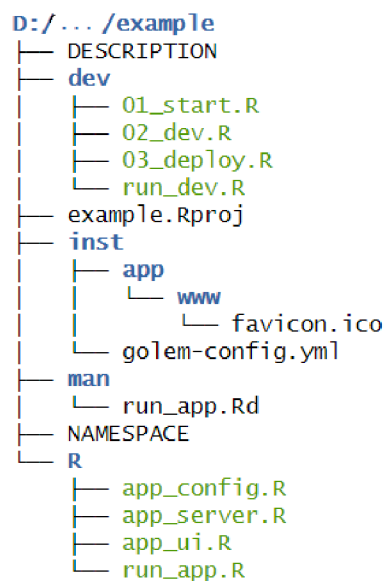 D:/... /example
├── DESCRIPTION
├── dev
│   ├── 01_start.R
│   ├── 02_dev.R
│   ├── 03_deploy.R
│   └── run_dev.R
├── example.Rproj
├── inst
│   ├── app
│   │   └── www
│   │       └── favicon.ico
│   └── golem-config.yml
├── man
│   └── run_app.Rd
├── NAMESPACE
└── R
    ├── app_config.R
    ├── app_server.R
    ├── app_ui.R
    └── run_app.R